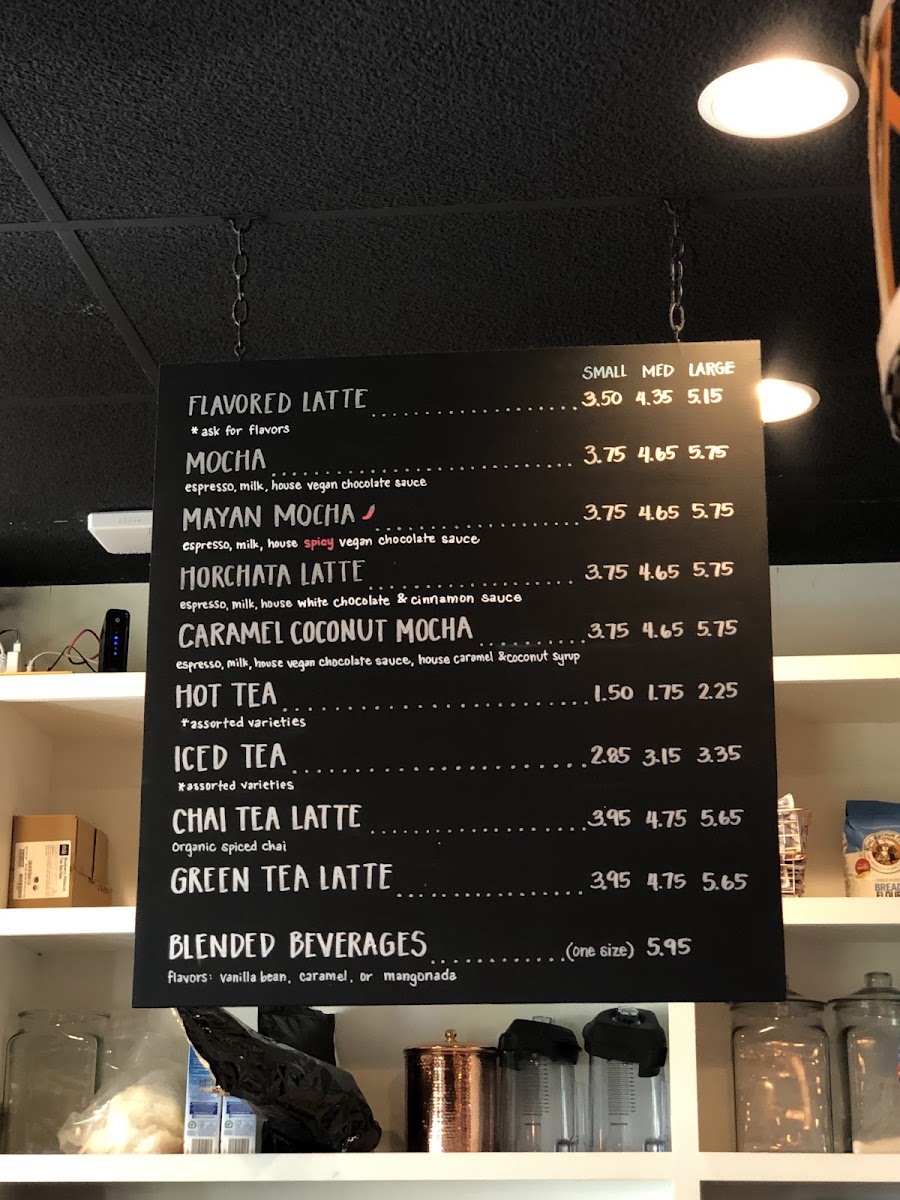 SMALL MED LARGE
FLAVORED LATTE 3.50 4.35 5.15
*ask for flavors
MOCHA 3.75 4.65 5.75
espresso, milk, house vegan chocolate sauce
MAYAN MOCHA 3.75 4.65 5.75
espresso, milk, house spicy vegan chocolate sauce
HORCHATA LATTE 3.75 4.65 5.75
espresso, milk, house white chocolate & cinnamon sauce
CARAMEL COCONUT MOCHA 3.75 4.65 5.75
espresso, milk, house vegan chocolate sauce, house caramel & coconut syrup
HOT TEA 1.50 1.75 2.25
*assorted varieties
ICED TEA 2.85 3.15 3.35
*assorted varieties
CHAI TEA LATTE 3.95 4.75 5.65
Organic spiced chai
GREEN TEA LATTE 3.95 4.75 5.65
BLENDED BEVERAGES (one size) 5.95
flavors: vanilla bean, caramel, or mangonada
BREAD